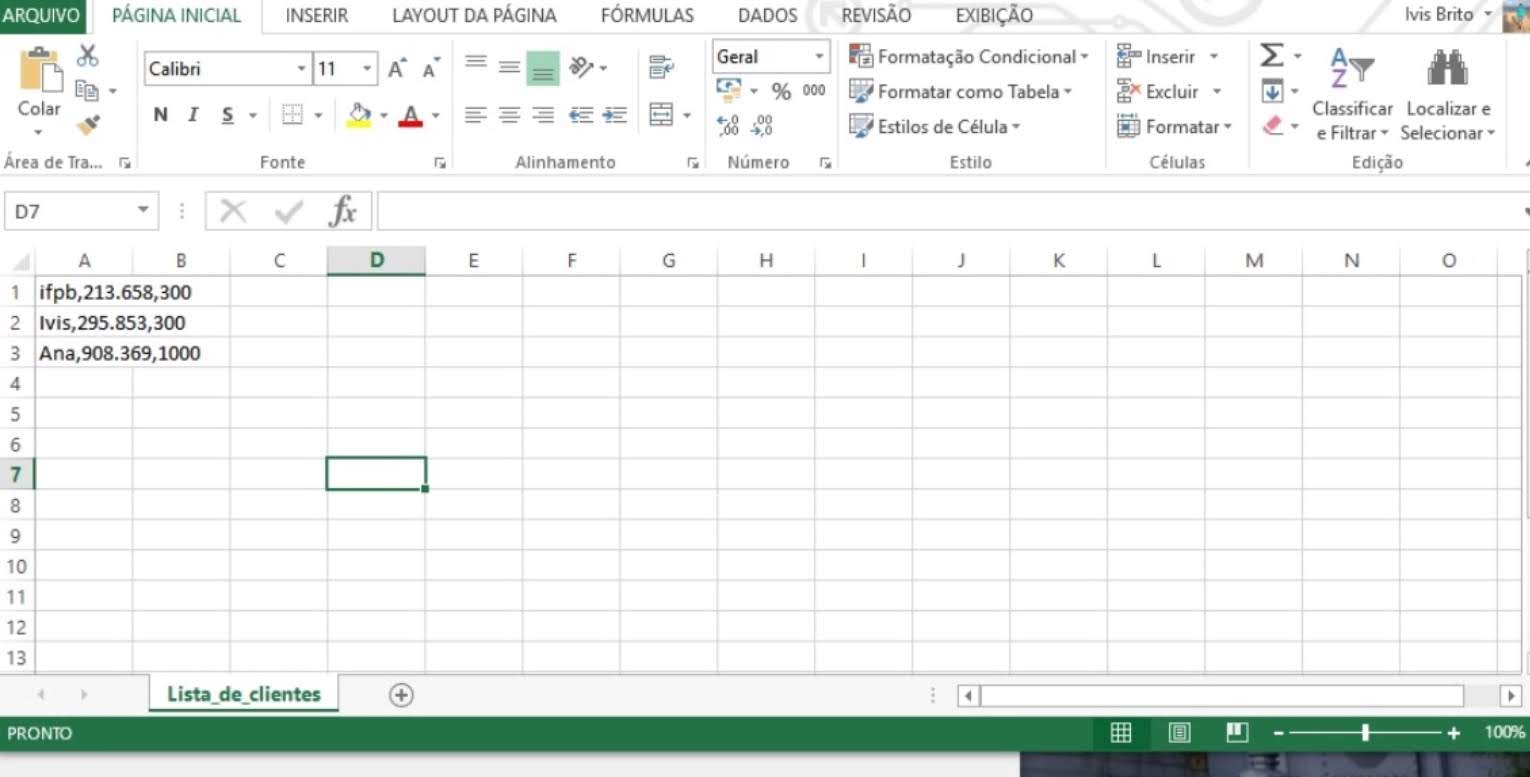 ARQUIVO PÁGINA INICIAL INSERIR LAYOUT DA PÁGINA FÓRMULAS DADOS REVISÃO EXIBIÇÃO Ivis Brito
Colar
Calibri 11 A A
N I S A
Geral
% 000
,00 ,00
Formatação Condicional
Formatar como Tabela
Estilos de Célula
Inserir
Excluir
Formatar
Σ
Classificar
e Filtrar
Localizar e
Selecionar
Área de Tra... Fonte Alinhamento Número Estilo Células Edição
D7 fx
A B C D E F G H I J K L M N O
1 ifpb,213.658,300
2 Ivis,295.853,300
3 Ana,908.369,1000
4
5
6
7
8
9
10
11
12
13
Lista_de_clientes
PRONTO 100%